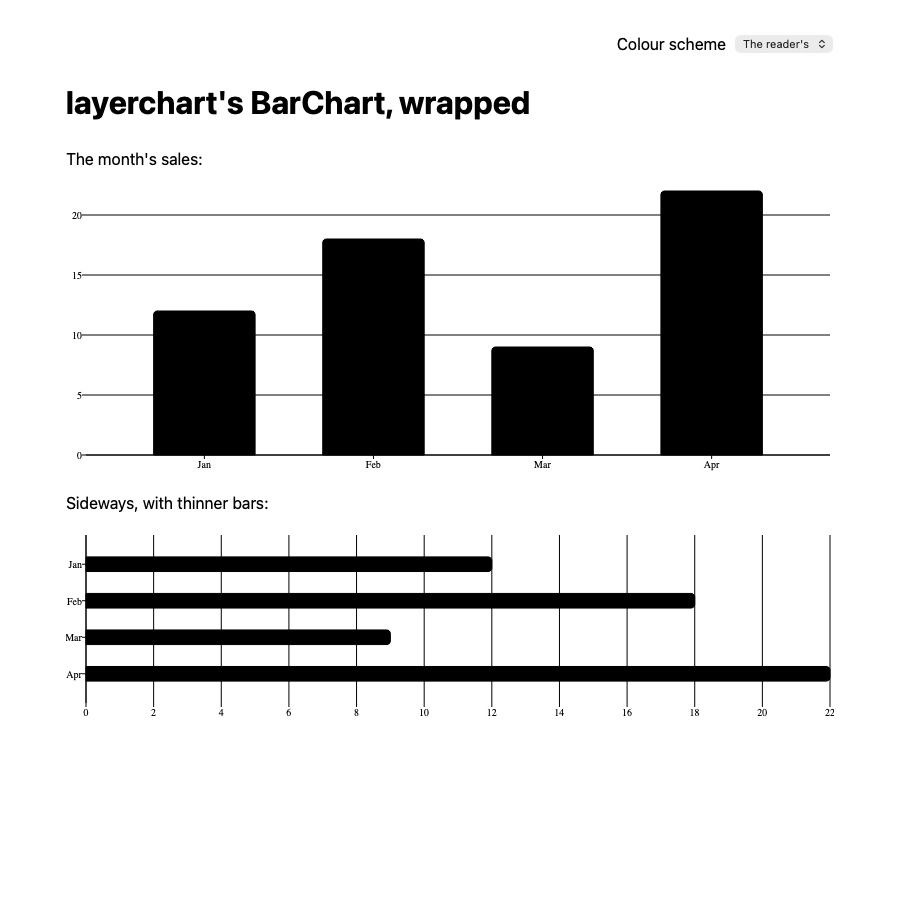 Colour scheme The reader's
layerchart's BarChart, wrapped
The month's sales:
20
15
10
5
0
Jan Feb Mar Apr
Sideways, with thinner bars:
Jan
Feb
Mar
Apr
0 2 4 6 8 10 12 14 16 18 20 22